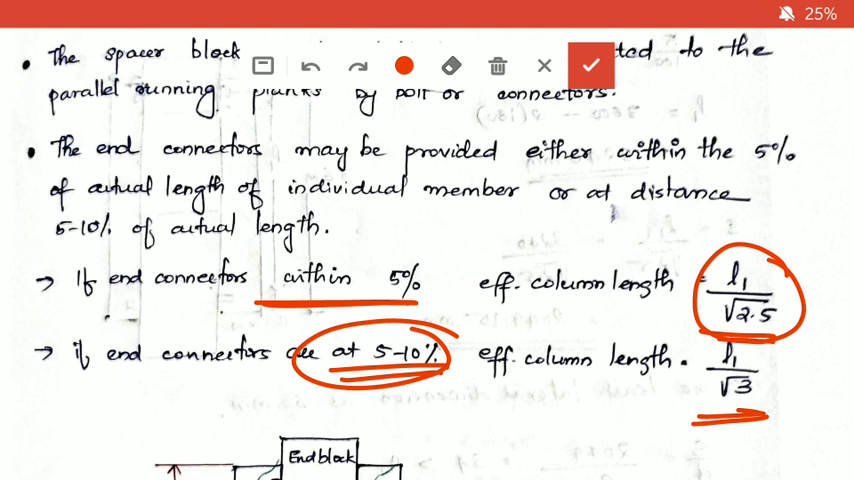 25%
• The spacer block ted to the
parallel running planks by bolt or connectors.
• The end connectors may be provided either within the 5%
of actual length of individual member or at distance
5-10% of actual length.
→ If end connectors within 5% eff. column length = l₁/√2.5
→ if end connectors are at 5-10% eff. column length = l₁/√3
End block